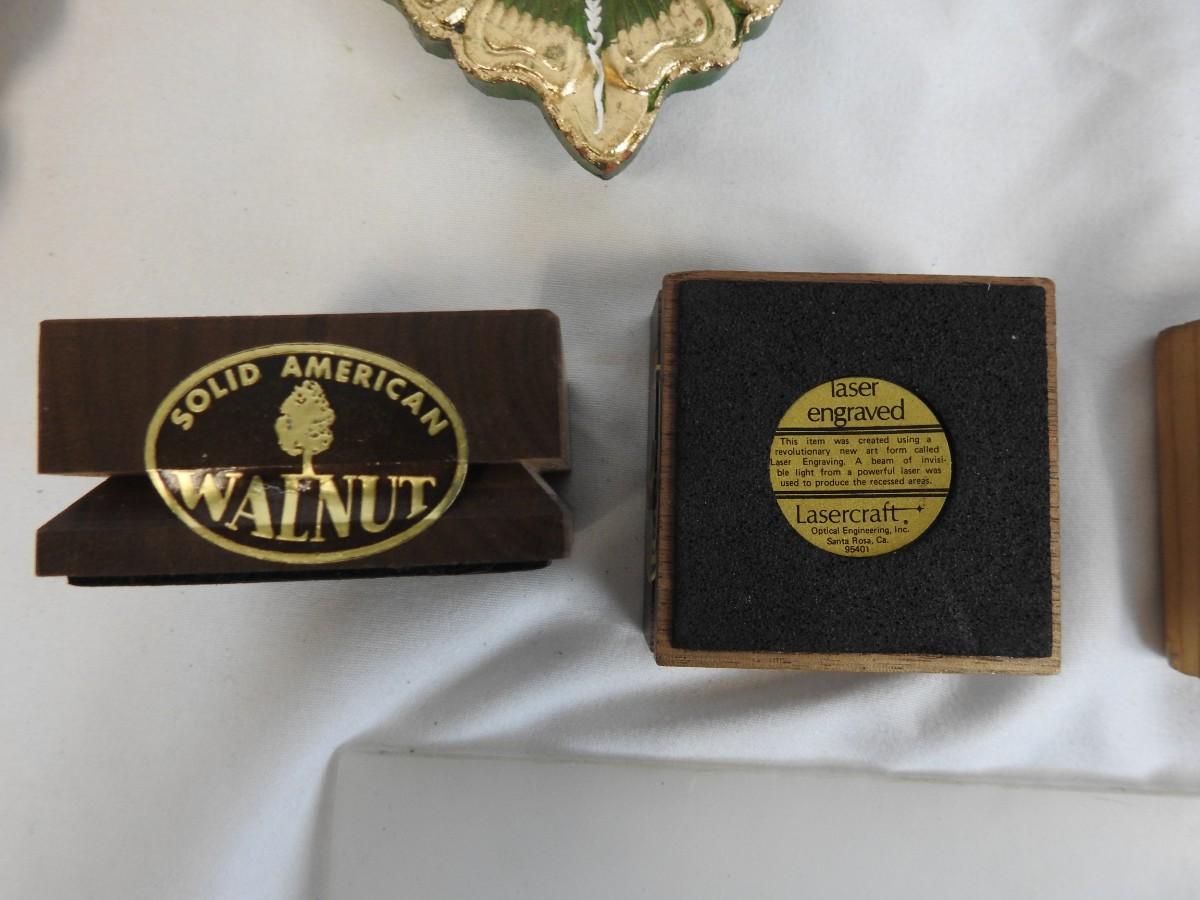 SOLID AMERICAN
WALNUT
laser
engraved
This item was created using a
revolutionary new art form called
Laser Engraving. A beam of invisi-
ble light from a powerful laser was
used to produce the recessed areas.
Lasercraft
Optical Engineering, Inc.
Santa Rosa, Ca.
95401